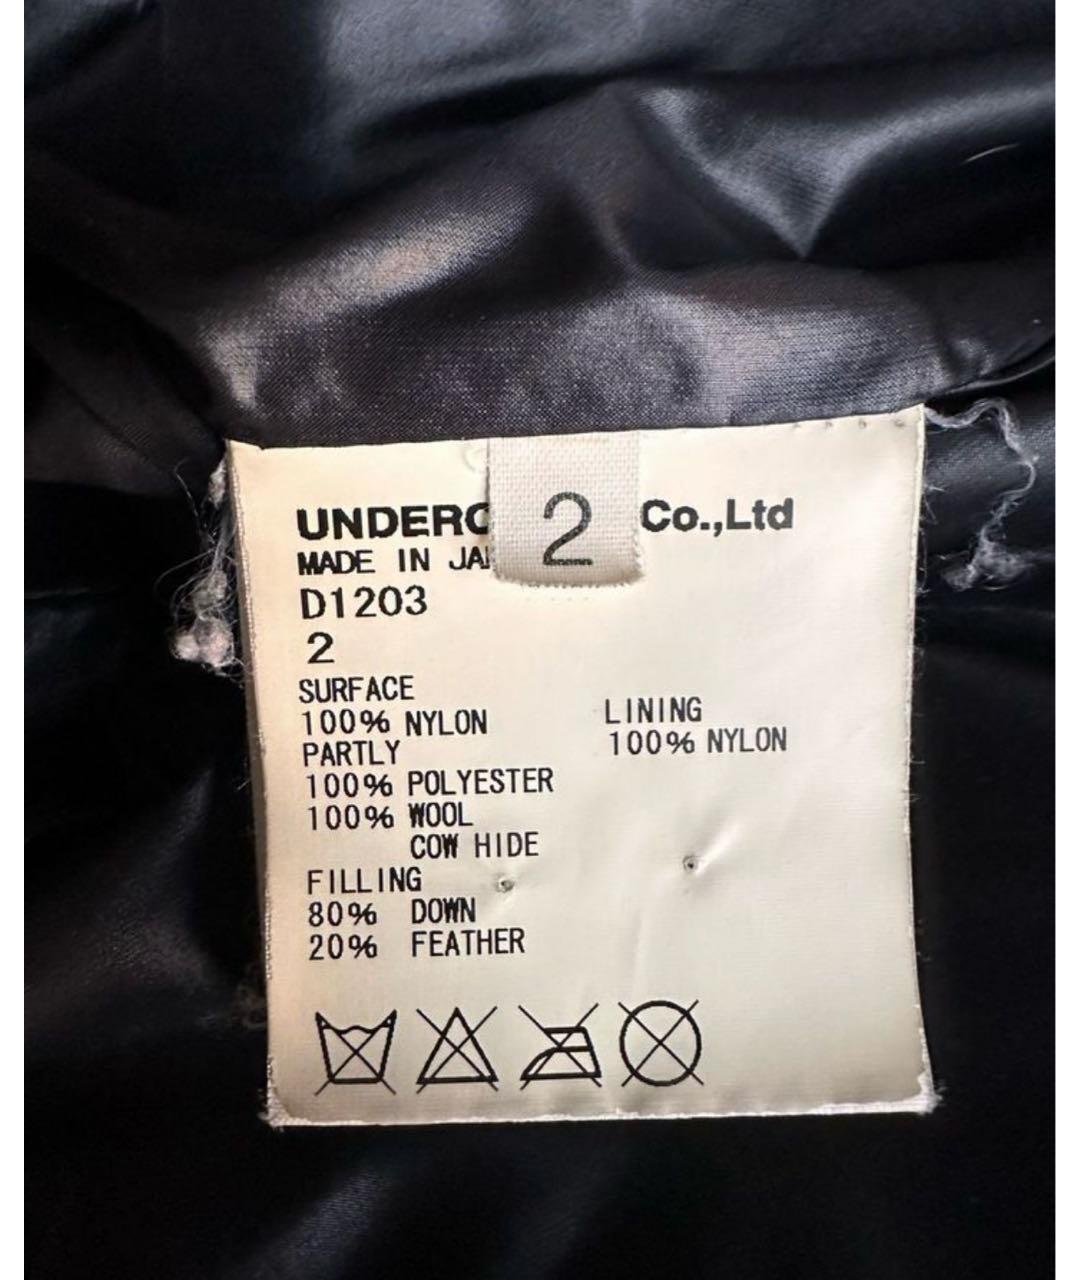 UNDERC 2 Co.,Ltd
MADE IN JA
D1203
2
SURFACE
100% NYLON
PARTLY
100% POLYESTER
100% WOOL
COW HIDE
FILLING
80% DOWN
20% FEATHER
LINING
100% NYLON